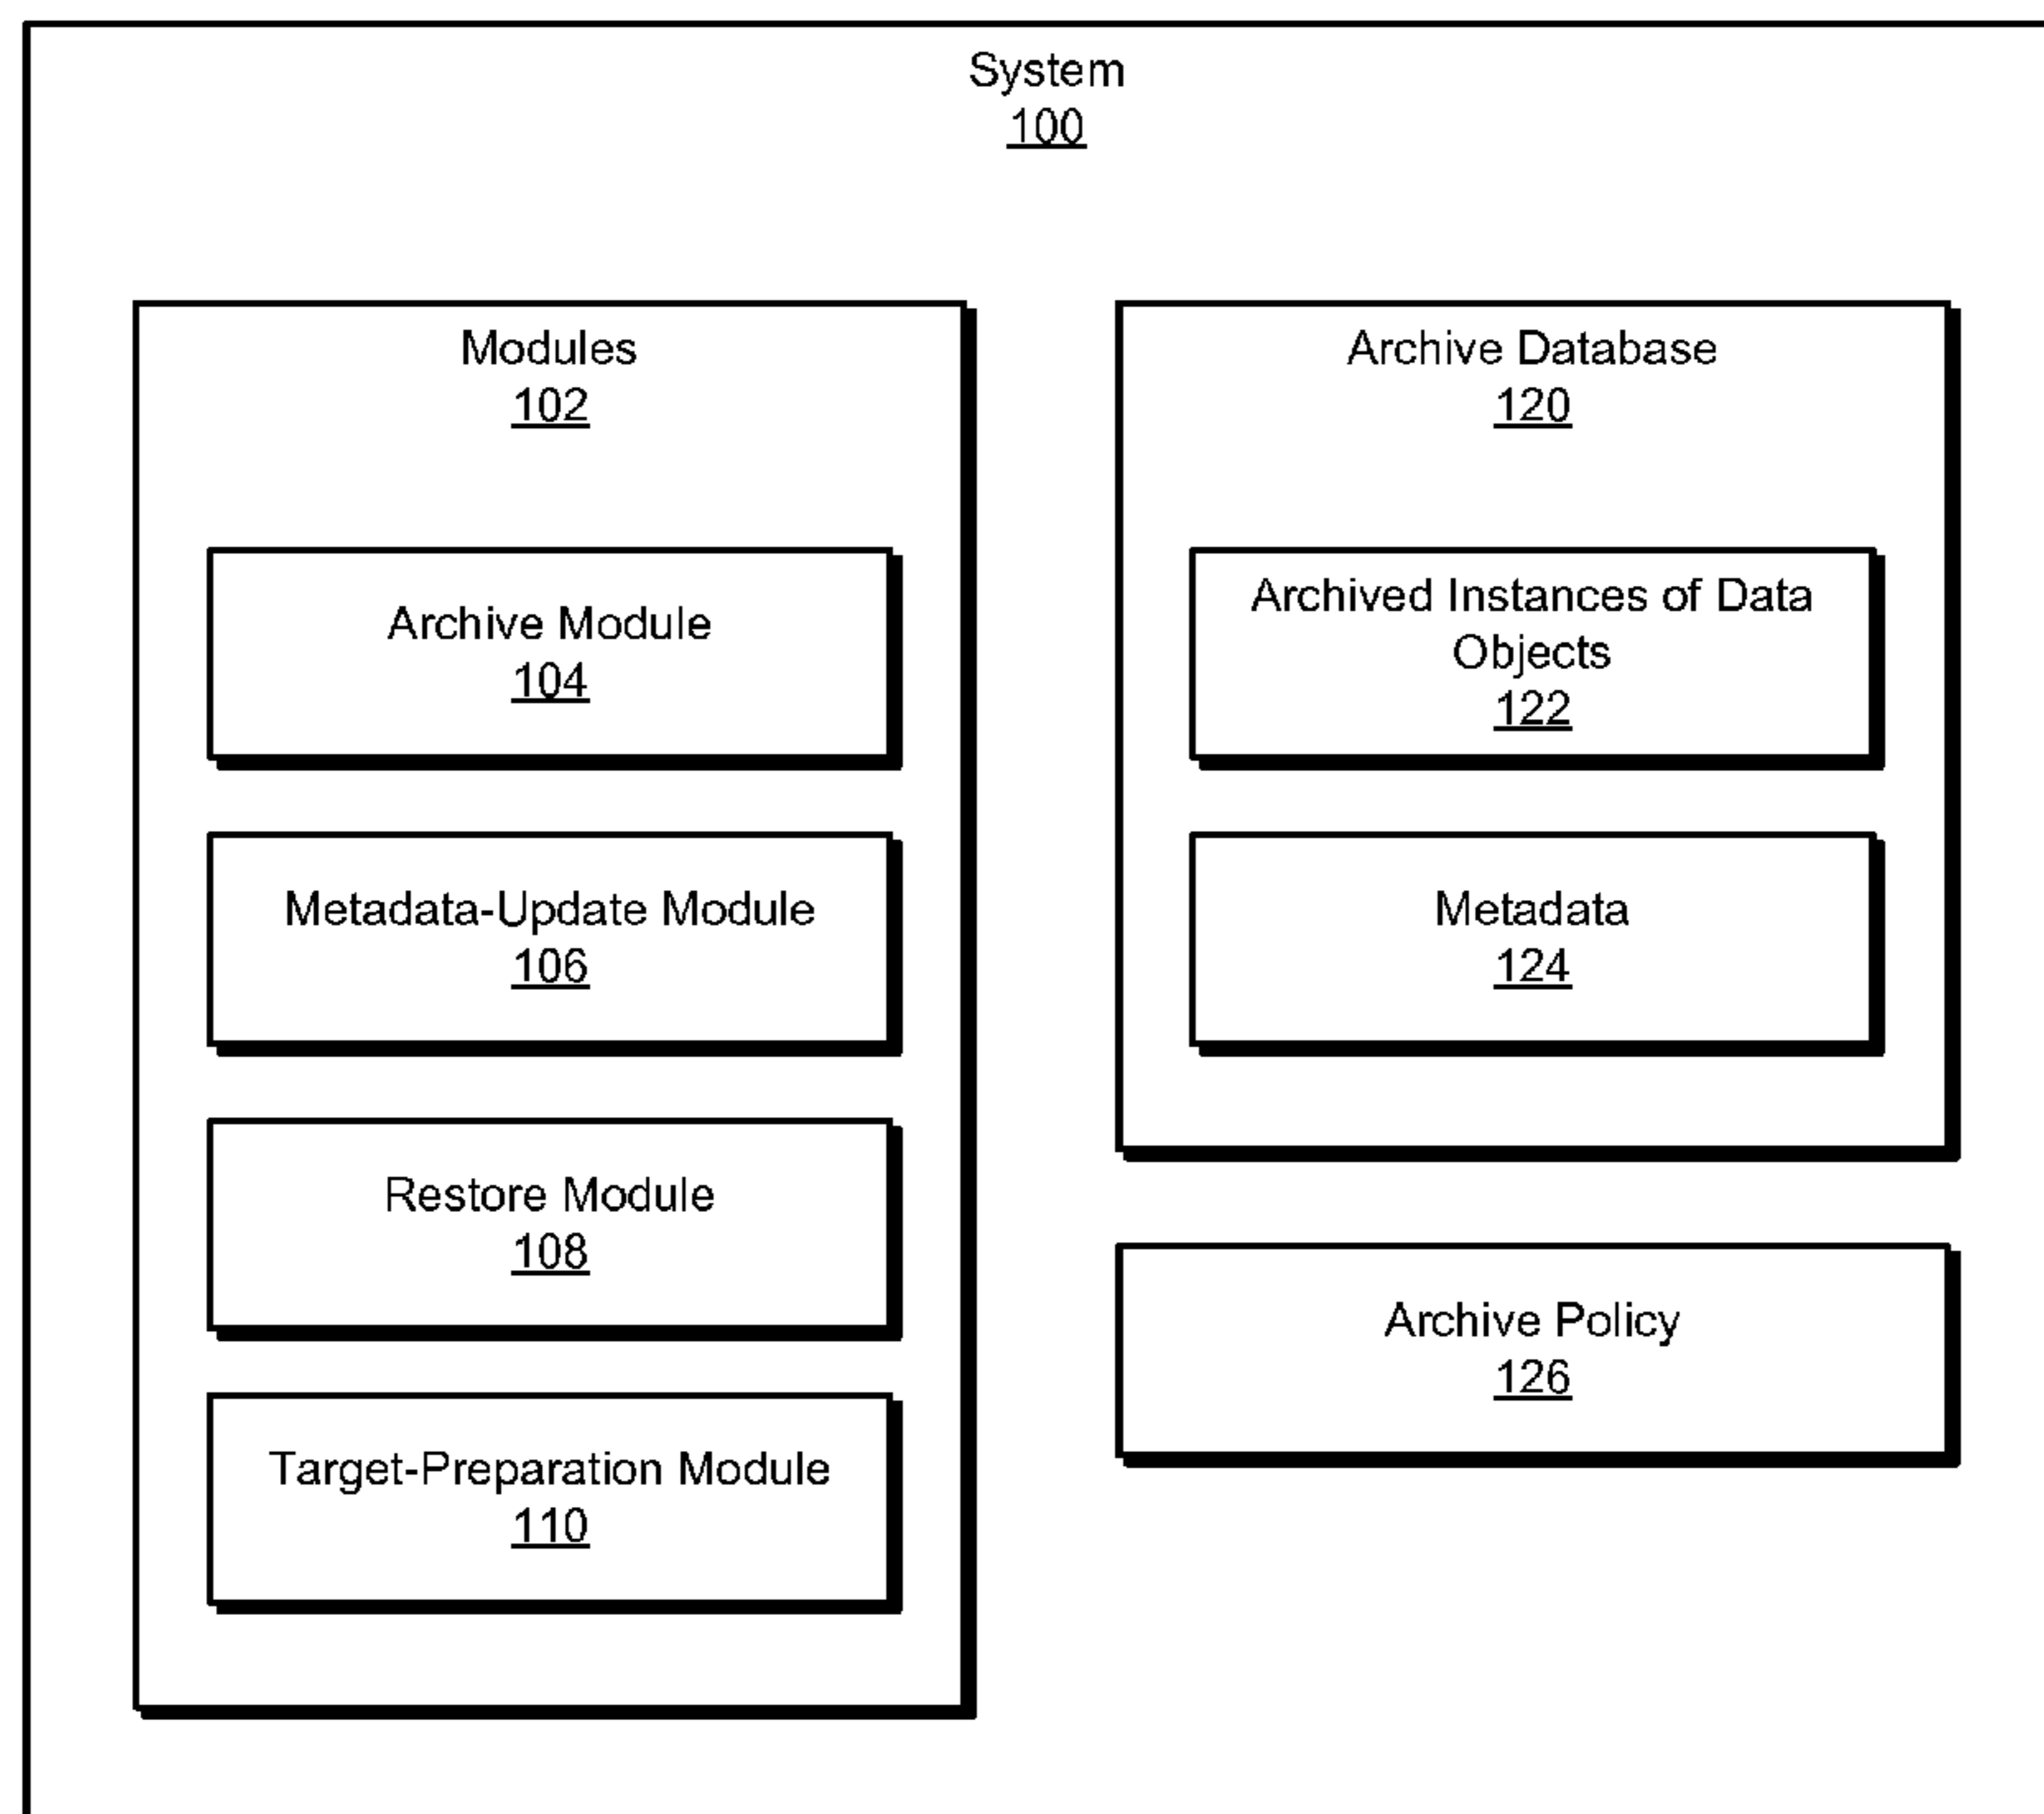 System
100
Modules
102
Archive Module
104
Metadata-Update Module
106
Restore Module
108
Target-Preparation Module
110
Archive Database
120
Archived Instances of Data
Objects
122
Metadata
124
Archive Policy
126